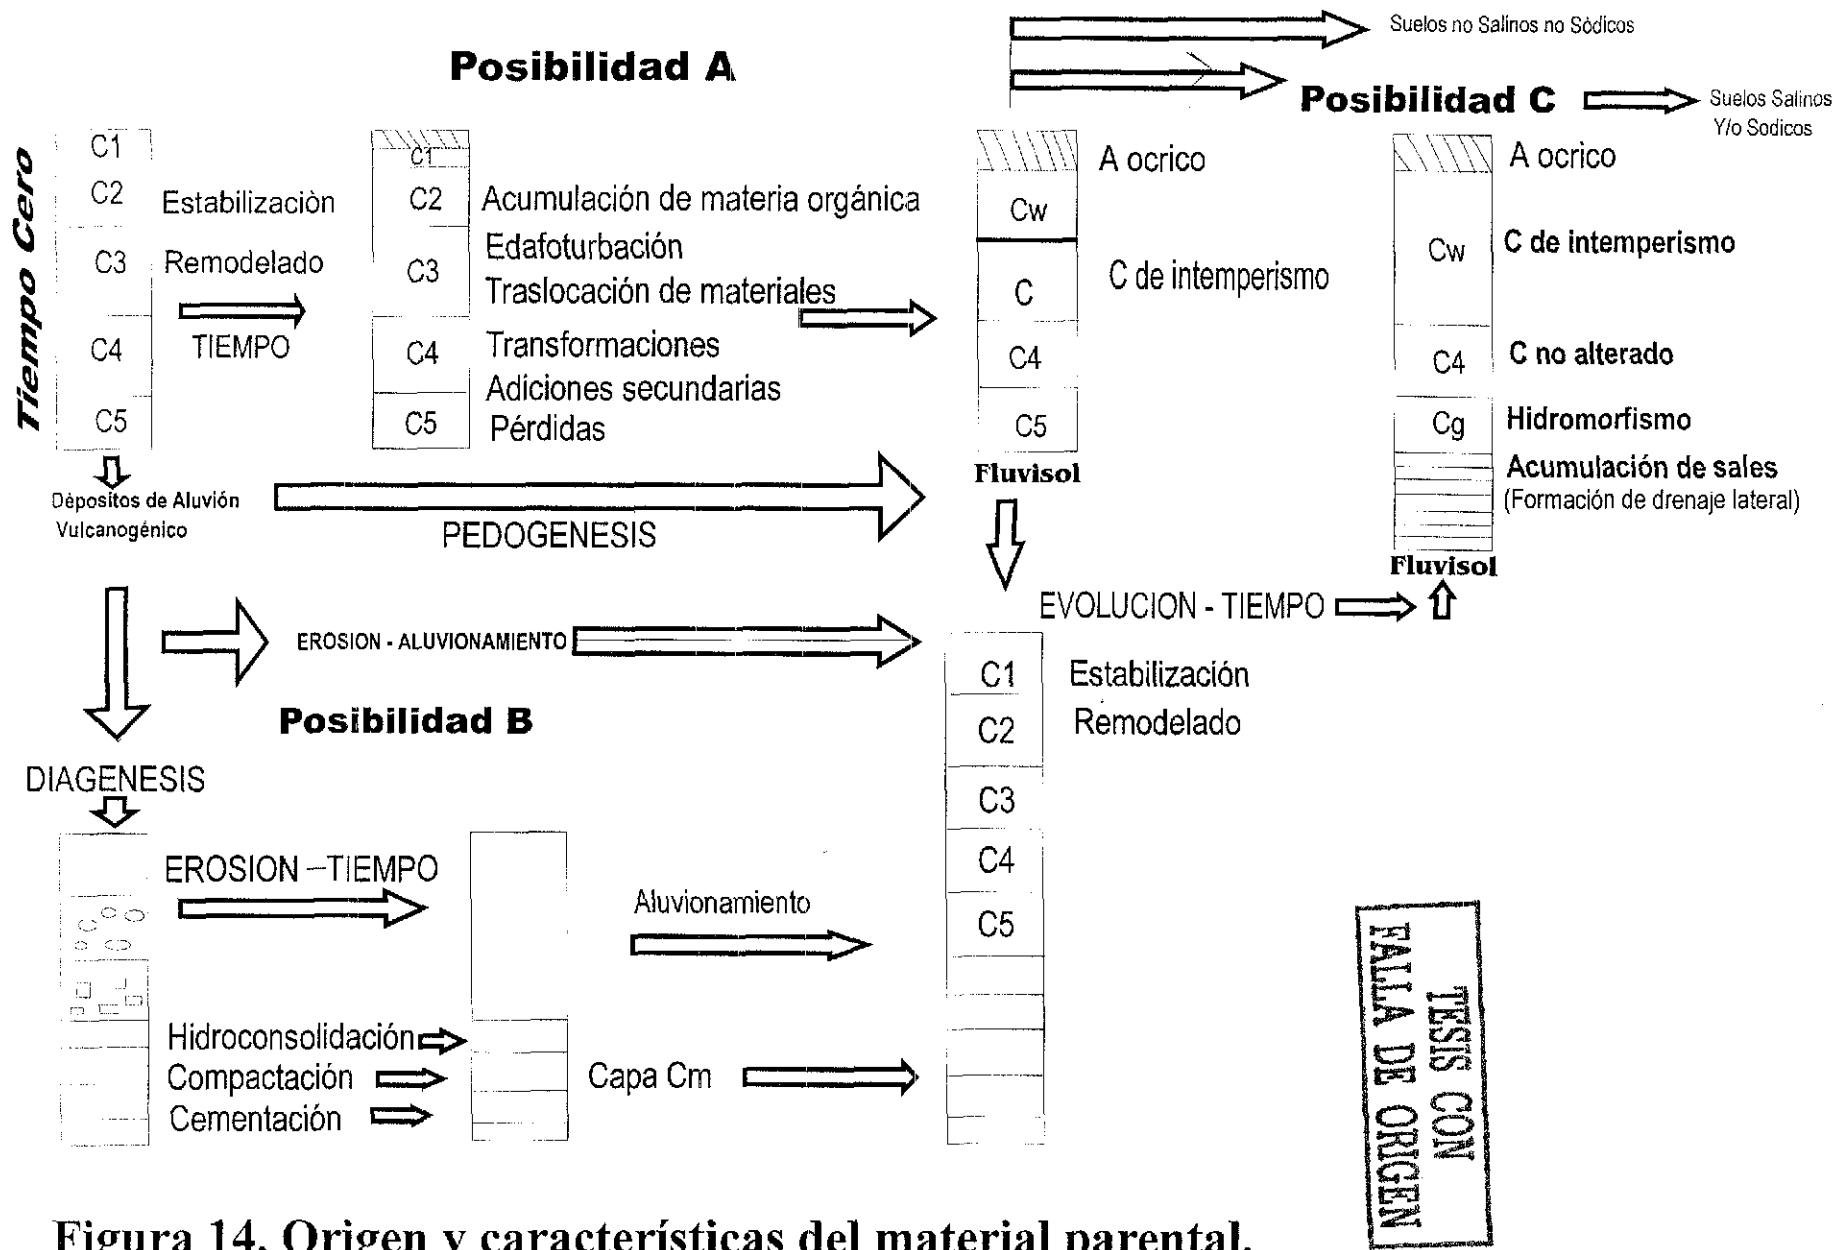 Suelos no Salinos no Sódicos
Posibilidad A
Posibilidad C
Suelos Salinos
Y/o Sodicos
Tiempo Cero
C1
C2
C3
C4
C5
Estabilizaciòn
Remodelado
TIEMPO
Dèpositos de Aluvión
Vulcanogénico
C1
C2
C3
C4
C5
Acumulación de materia orgánica
Edafoturbación
Traslocación de materiales
Transformaciones
Adiciones secundarias
Pérdidas
A ocrico
Cw
C
C4
C5
C de intemperismo
Fluvisol
A ocrico
Cw
C de intemperismo
C4
C no alterado
Cg
Hidromorfismo
Acumulación de sales
(Formación de drenaje lateral)
Fluvisol
PEDOGENESIS
EVOLUCION - TIEMPO
EROSION - ALUVIONAMIENTO
Posibilidad B
C1
C2
C3
C4
C5
Estabilización
Remodelado
DIAGENESIS
EROSION –TIEMPO
Aluvionamiento
Hidroconsolidación
Compactación
Cementación
Capa Cm
TESIS CON
FALLA DE ORIGEN
Figura 14. Origen y características del material parental.